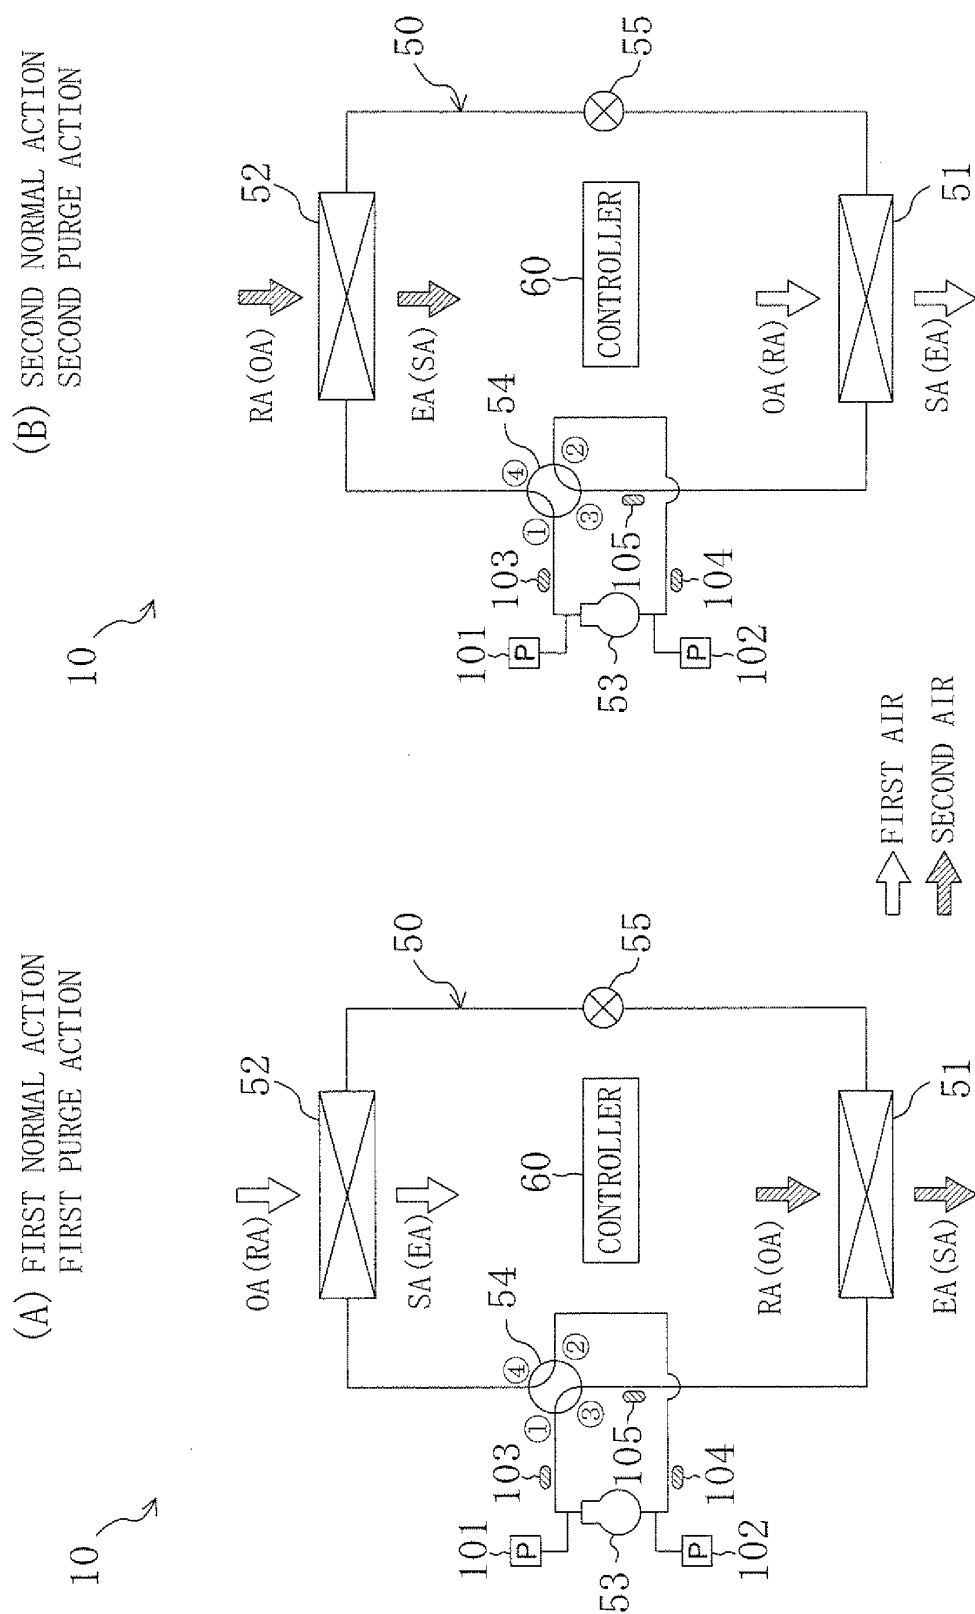 (A) FIRST NORMAL ACTION
FIRST PURGE ACTION
10
OA(RA)
52
SA(EA)
50
101
P
103
①
④
54
②
③
60
CONTROLLER
55
53
105
102
P
104
RA(OA)
51
EA(SA)
(B) SECOND NORMAL ACTION
SECOND PURGE ACTION
10
RA(OA)
52
EA(SA)
50
101
P
103
①
④
54
②
③
60
CONTROLLER
55
53
105
102
P
104
OA(RA)
51
SA(EA)
FIRST AIR
SECOND AIR